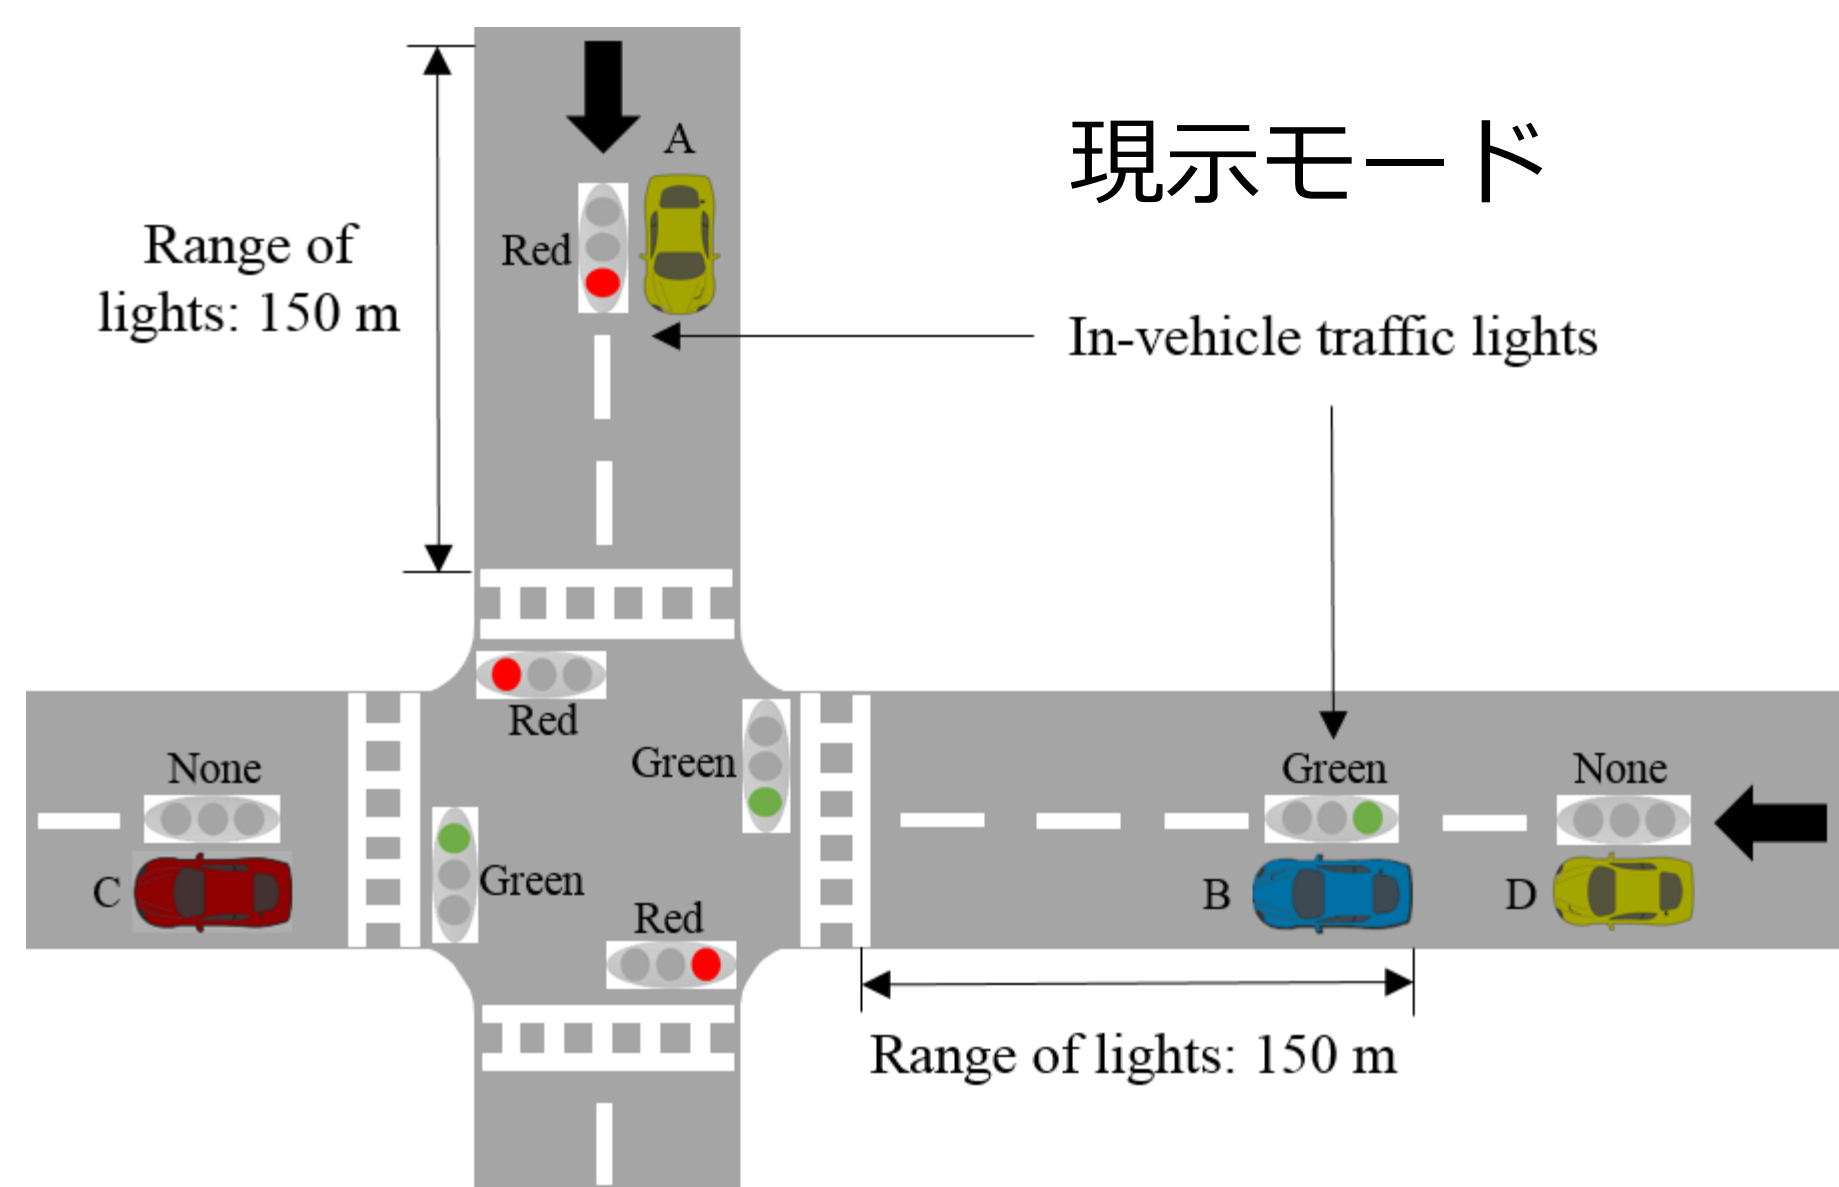 A
現示モード
Range of
lights: 150 m
Red
In-vehicle traffic lights
Red
Green
None
Green
None
Green
C
B
D
Red
Range of lights: 150 m